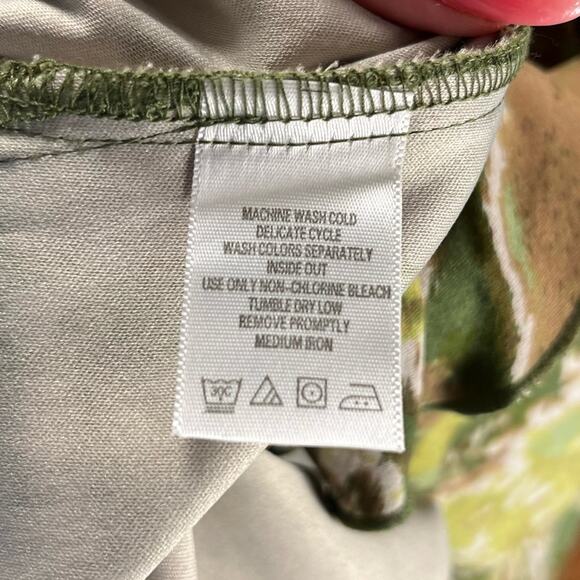 MACHINE WASH COLD
DELICATE CYCLE
WASH COLORS SEPARATELY
INSIDE OUT
USE ONLY NON-CHLORINE BLEACH
TUMBLE DRY LOW
REMOVE PROMPTLY
MEDIUM IRON
30C